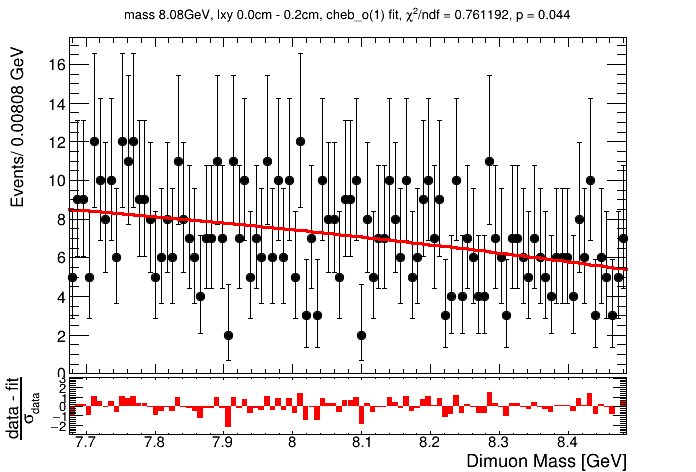 mass 8.08GeV, lxy 0.0cm - 0.2cm, cheb_o(1) fit, χ²/ndf = 0.761192, p = 0.044
Events/ 0.00808 GeV
16
14
12
10
8
6
4
2
0
data - fit
σdata
3
2
1
0
−1
−2
7.7 7.8 7.9 8 8.1 8.2 8.3 8.4
Dimuon Mass [GeV]